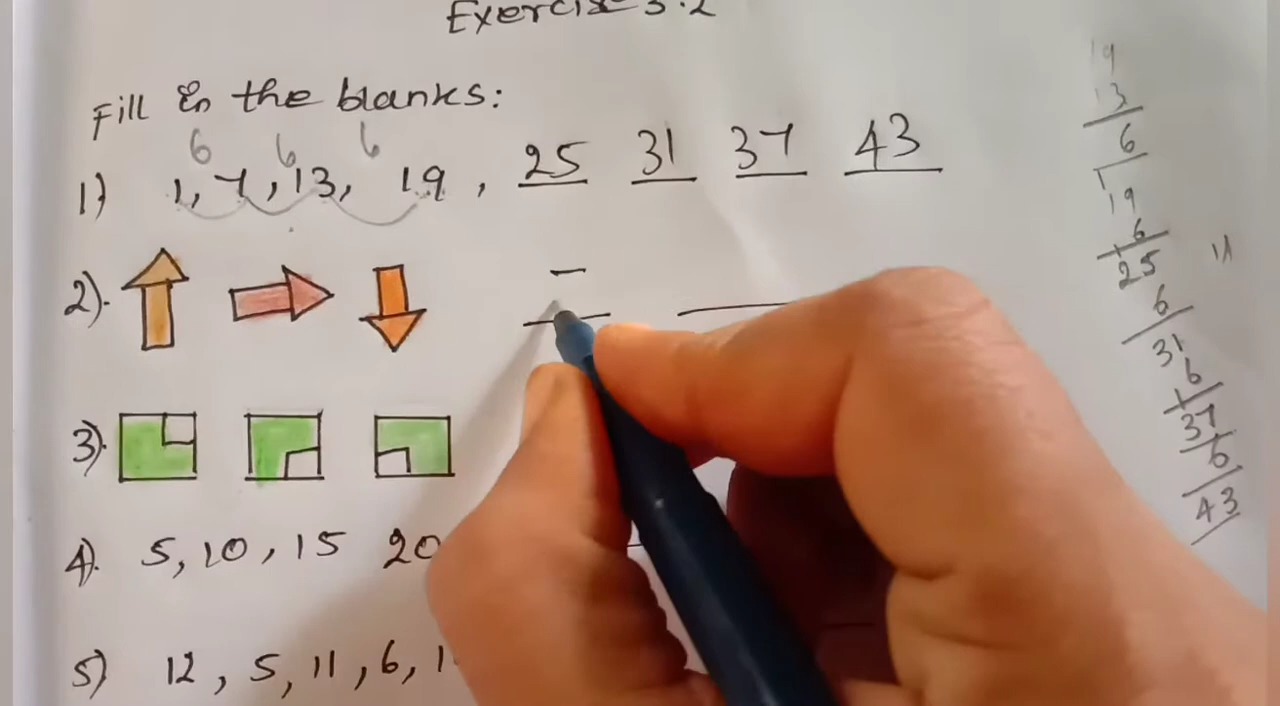 Exercise 3.2
Fill in the blanks:
6 6 6
1) 1, 7, 13, 19, 25 31 37 43
2).
3).
4). 5, 10, 15 20
5) 12, 5, 11, 6, 1
19
13
6
19
6
25
6
31
6
37
6
43